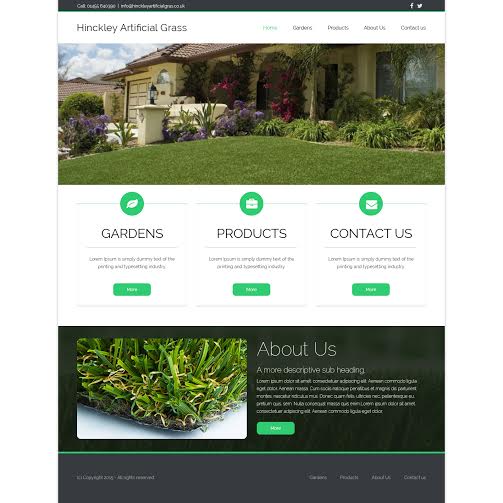 Call: 01455 640390 | info@hinckleyartificialgrass.co.uk
Hinckley Artificial Grass
Home Gardens Products About Us Contact us
GARDENS
Lorem Ipsum is simply dummy text of the
printing and typesetting industry.
More
PRODUCTS
Lorem Ipsum is simply dummy text of the
printing and typesetting industry.
More
CONTACT US
Lorem Ipsum is simply dummy text of the
printing and typesetting industry.
More
About Us
A more descriptive sub heading.
Lorem ipsum dolor sit amet, consectetuer adipiscing elit. Aenean commodo ligula
eget dolor. Aenean massa. Cum sociis natoque penatibus et magnis dis parturient
montes, nascetur ridiculus mus. Donec quam felis, ultricies nec, pellentesque eu,
pretium quis, sem. Nulla consequat massa quis enim.
Lorem ipsum dolor sit amet, consectetuer adipiscing elit. Aenean commodo ligula
More
(c) Copyright 2015 - All rights reserved
Gardens Products About Us Contact us